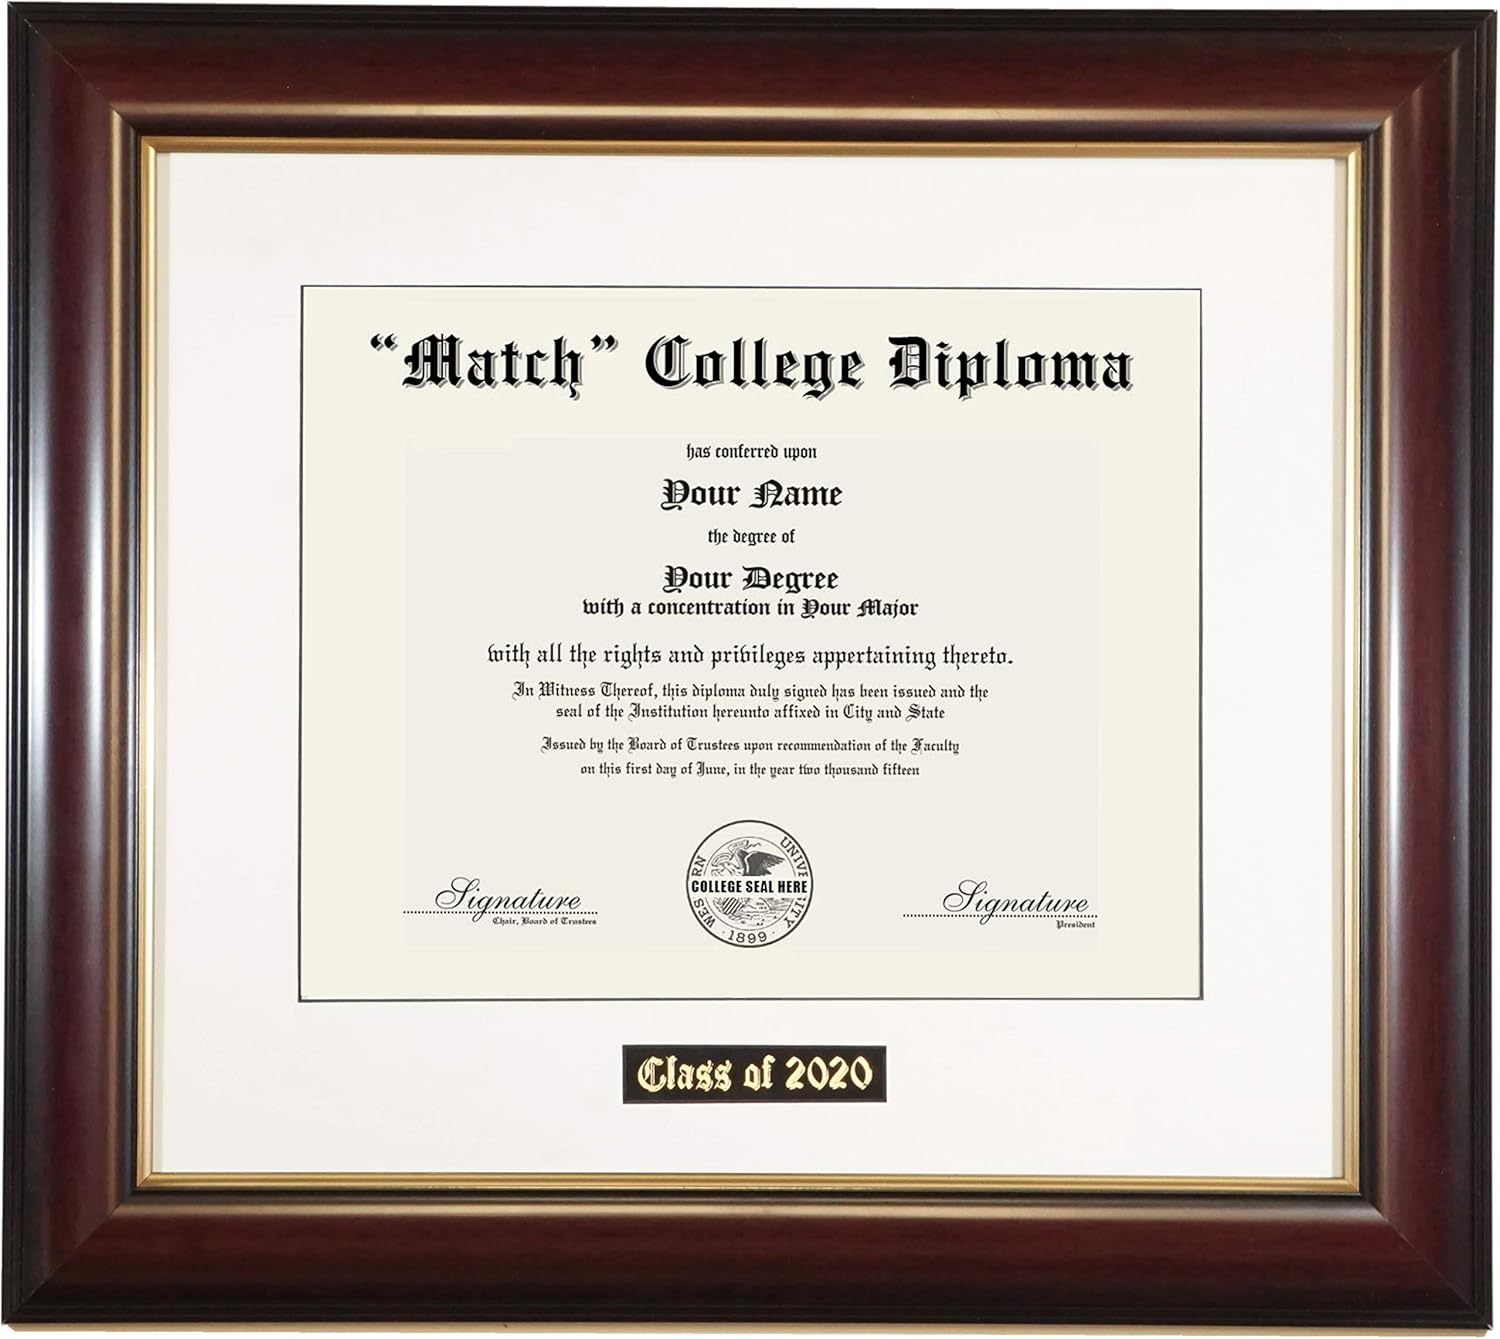 “Match” College Diploma
has conferred upon
Your Name
the degree of
Your Degree
with a concentration in Your Major
with all the rights and privileges appertaining thereto.
In Witness Thereof, this diploma duly signed has been issued and the
seal of the Institution hereunto affixed in City and State
Issued by the Board of Trustees upon recommendation of the Faculty
on this first day of June, in the year two thousand fifteen
Signature
Chair, Board of Trustees
COLLEGE SEAL HERE
· 1899 ·
Signature
President
Class of 2020